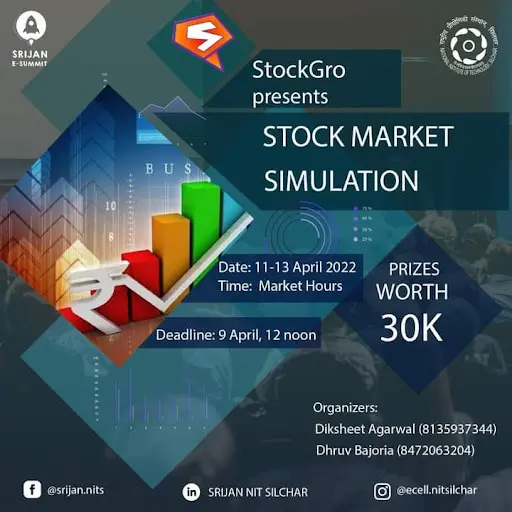 SRIJAN
E-SUMMIT
StockGro
presents
STOCK MARKET
SIMULATION
BUS
10
8
Date: 11-13 April 2022
Time: Market Hours
PRIZES
WORTH
30K
Deadline: 9 April, 12 noon
Organizers:
Diksheet Agarwal (8135937344)
Dhruv Bajoria (8472063204)
@srijan.nits
SRIJAN NIT SILCHAR
@ecell.nitsilchar